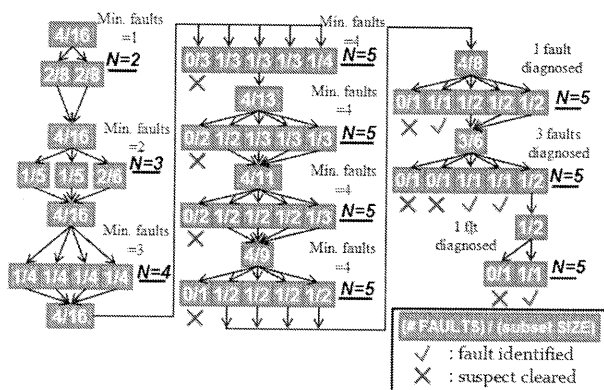 4/16
Min. faults
=1
2/8 2/8
N=2
4/16
Min. faults
=2
1/5 1/5 2/6
N=3
4/16
Min. faults
=3
1/4 1/4 1/4 1/4
N=4
4/16
Min. faults
=4
0/3 1/3 1/3 1/3 1/4
N=5
4/13
Min. faults
=4
0/2 1/2 1/3 1/3 1/3
N=5
4/11
Min. faults
=4
0/2 1/2 1/2 1/2 1/3
N=5
4/9
Min. faults
=4
0/1 1/2 1/2 1/2 1/2
N=5
4/8
1 fault
diagnosed
0/1 1/1 1/2 1/2 1/2
N=5
3/6
3 faults
diagnosed
0/1 0/1 1/1 1/1 1/2
N=5
1/2
1 flt
diagnosed
0/1 1/1
N=5
(# FAULTS) / (subset SIZE)
: fault identified
: suspect cleared